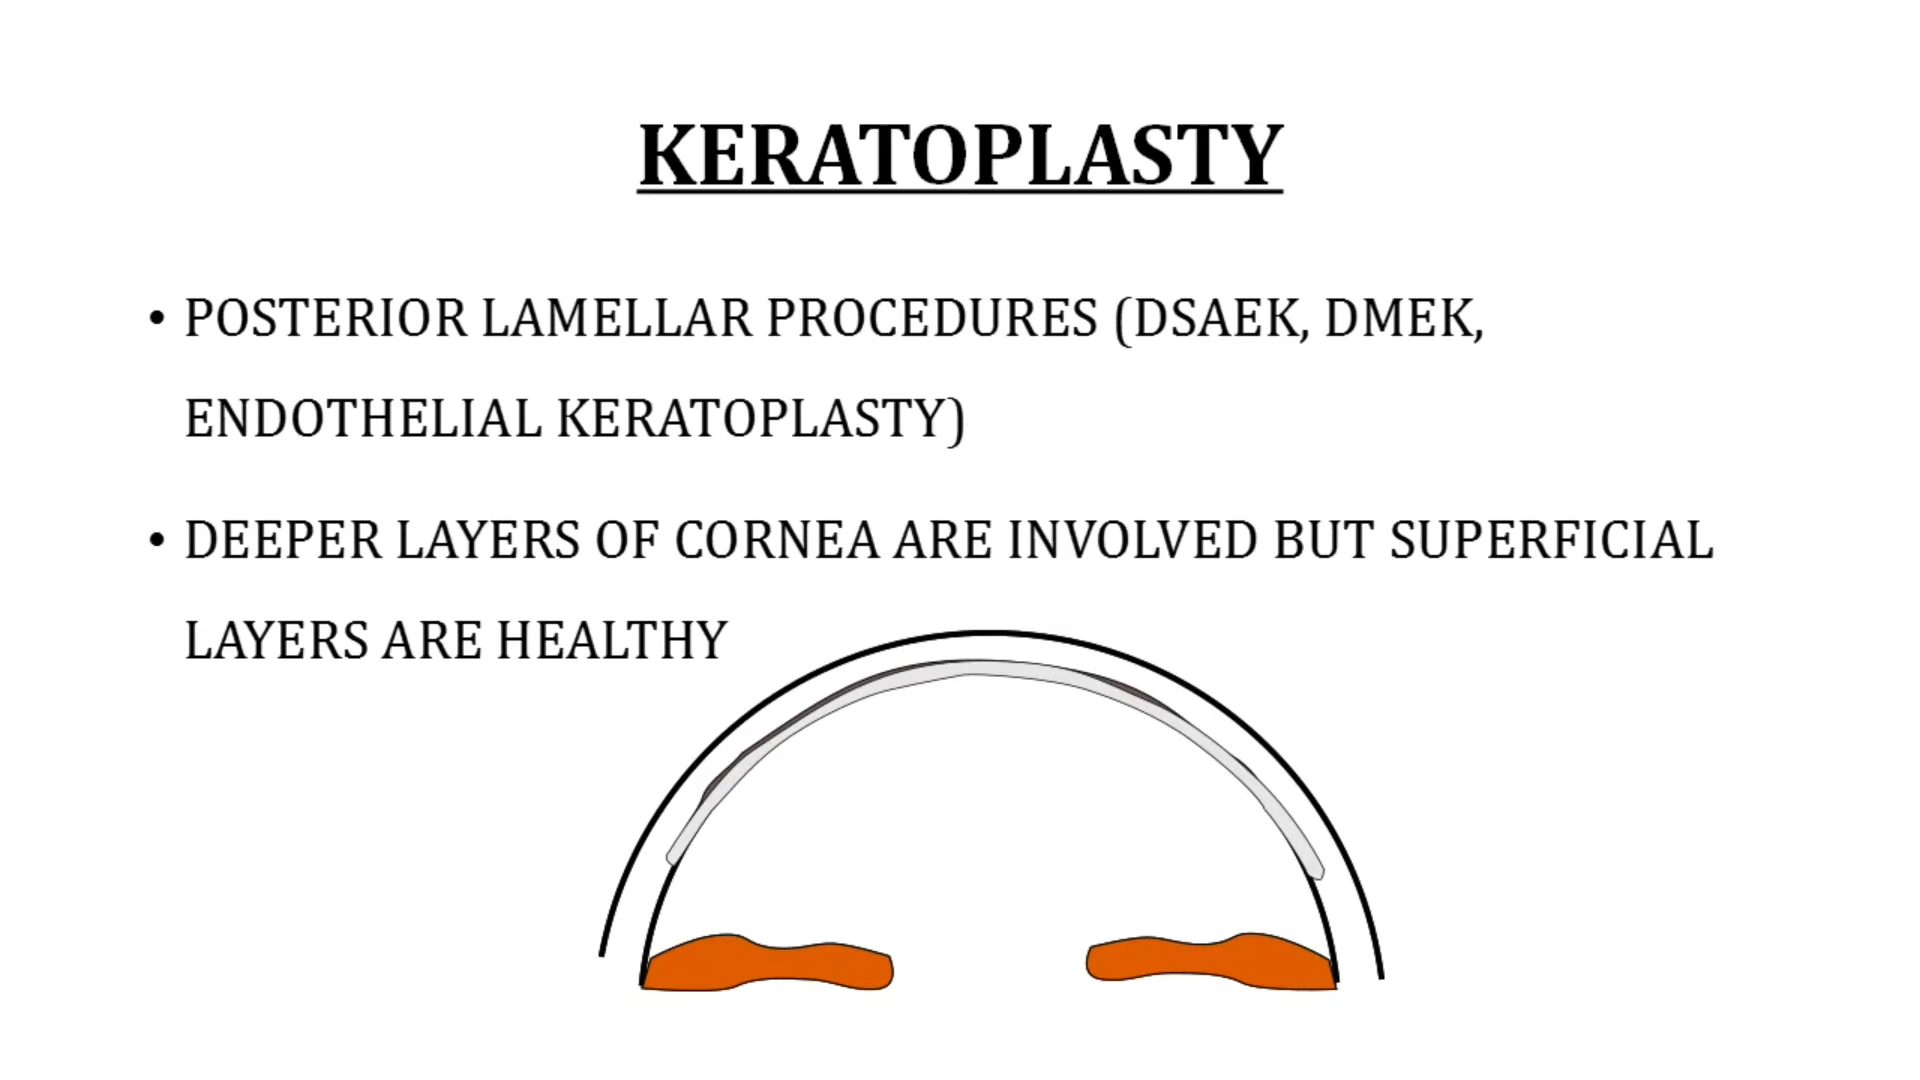 KERATOPLASTY
• POSTERIOR LAMELLAR PROCEDURES (DSAEK, DMEK,
ENDOTHELIAL KERATOPLASTY)
• DEEPER LAYERS OF CORNEA ARE INVOLVED BUT SUPERFICIAL
LAYERS ARE HEALTHY